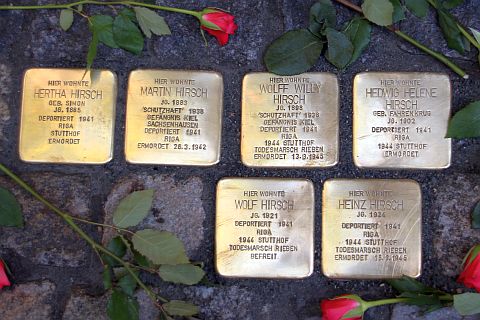 HIER WOHNTE
HERTHA HIRSCH
GEB. SIMON
JG. 1885
DEPORTIERT 1941
RIGA
STUTTHOF
ERMORDET
HIER WOHNTE
MARTIN HIRSCH
JG. 1883
'SCHUTZHAFT' 1938
GEFÄNGNIS KIEL
SACHSENHAUSEN
DEPORTIERT 1941
RIGA
ERMORDET 26.3.1942
HIER WOHNTE
WOLFF WILLY
HIRSCH
JG. 1895
'SCHUTZHAFT' 1938
GEFÄNGNIS KIEL
DEPORTIERT 1941
RIGA
1944 STUTTHOF
TODESMARSCH RIEBEN
ERMORDET 13.3.1945
HIER WOHNTE
HEDWIG HELENE
HIRSCH
GEB. FAHRENKRUG
JG. 1902
DEPORTIERT 1941
RIGA
1944 STUTTHOF
ERMORDET
HIER WOHNTE
WOLF HIRSCH
JG. 1921
DEPORTIERT 1941
RIGA
1944 STUTTHOF
TODESMARSCH RIEBEN
BEFREIT
HIER WOHNTE
HEINZ HIRSCH
JG. 1924
DEPORTIERT 1941
RIGA
1944 STUTTHOF
TODESMARSCH RIEBEN
ERMORDET